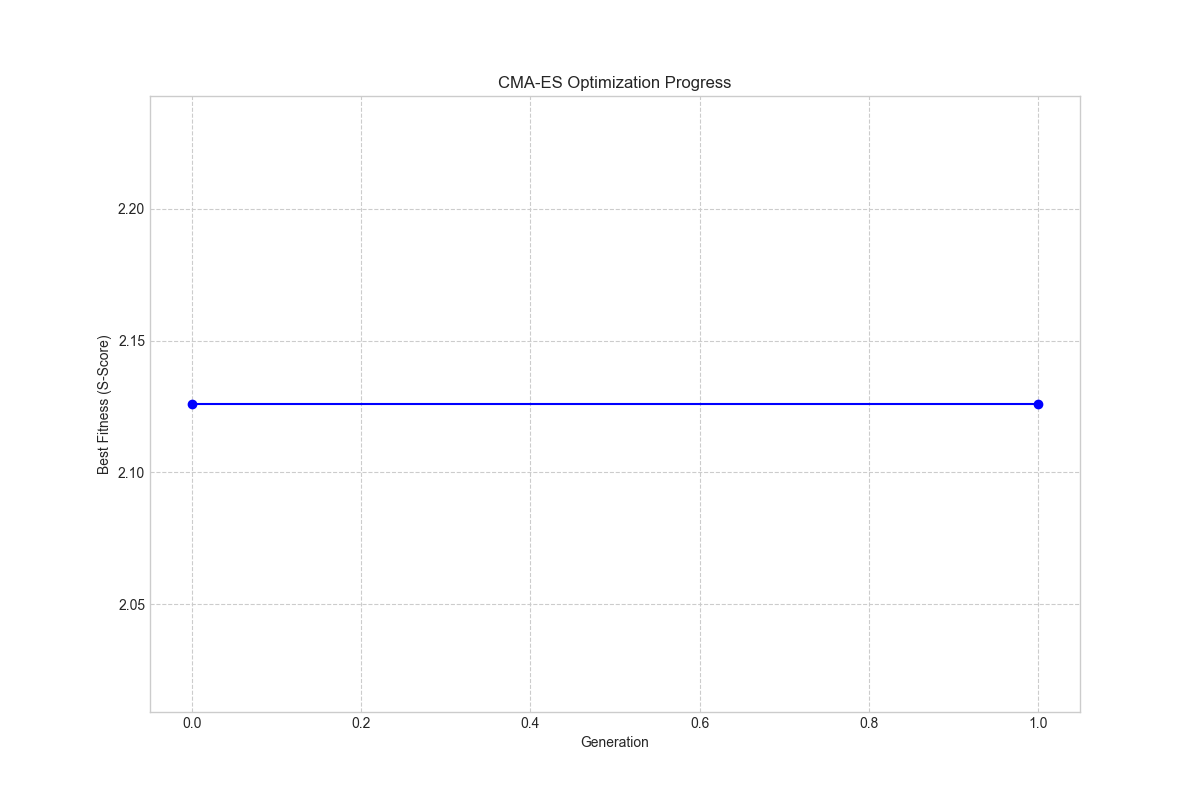 CMA-ES Optimization Progress
2.20
2.15
2.10
2.05
Best Fitness (S-Score)
0.0 0.2 0.4 0.6 0.8 1.0
Generation